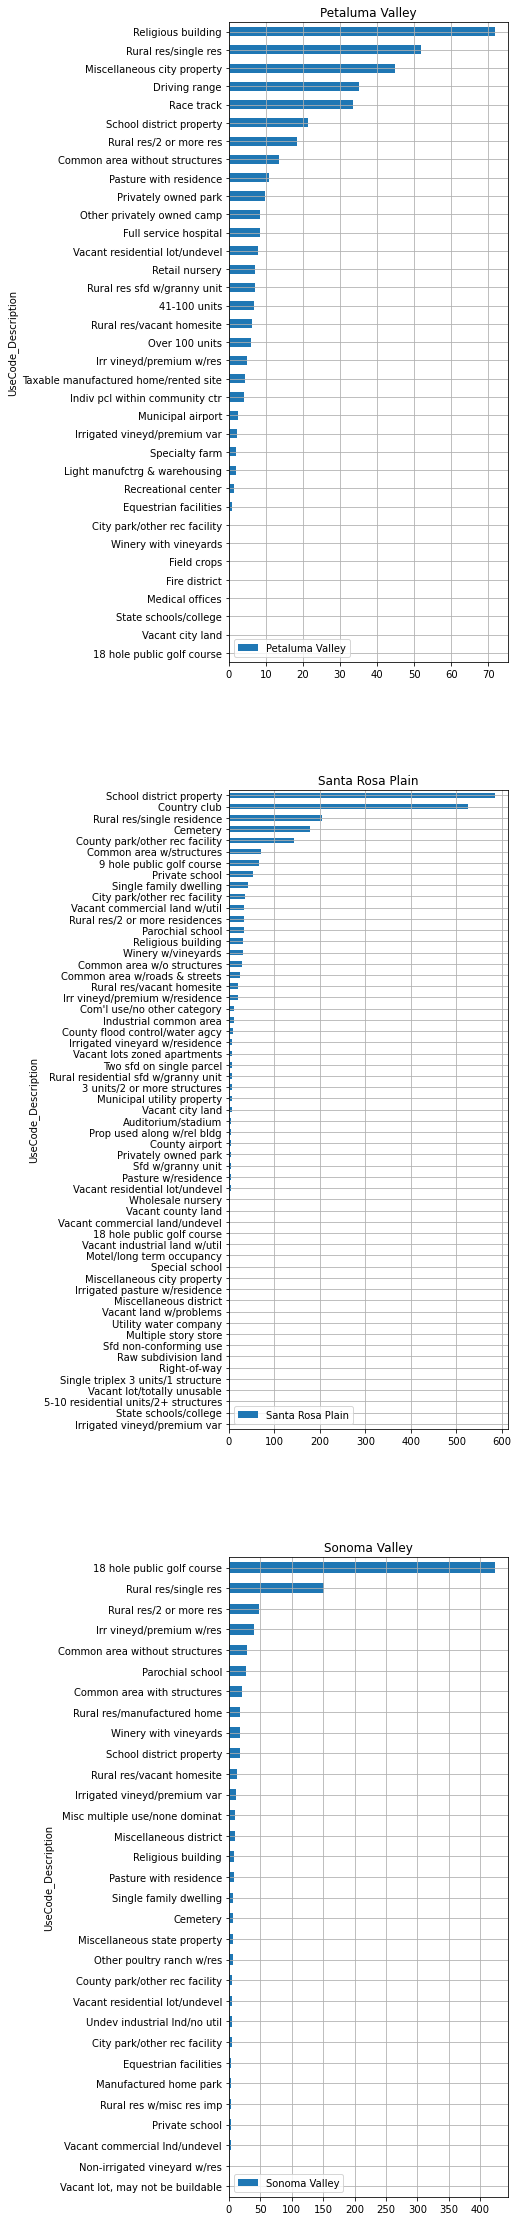 Petaluma Valley
Religious building
Rural res/single res
Miscellaneous city property
Driving range
Race track
School district property
Rural res/2 or more res
Common area without structures
Pasture with residence
Privately owned park
Other privately owned camp
Full service hospital
Vacant residential lot/undevel
Retail nursery
Rural res sfd w/granny unit
41-100 units
Rural res/vacant homesite
Over 100 units
Irr vineyd/premium w/res
Taxable manufactured home/rented site
Indiv pcl within community ctr
Municipal airport
Irrigated vineyd/premium var
Specialty farm
Light manufctrg & warehousing
Recreational center
Equestrian facilities
City park/other rec facility
Winery with vineyards
Field crops
Fire district
Medical offices
State schools/college
Vacant city land
18 hole public golf course
UseCode_Description
Petaluma Valley
0 10 20 30 40 50 60 70
Santa Rosa Plain
School district property
Country club
Rural res/single residence
Cemetery
County park/other rec facility
Common area w/structures
9 hole public golf course
Private school
Single family dwelling
City park/other rec facility
Vacant commercial land w/util
Rural res/2 or more residences
Parochial school
Religious building
Winery w/vineyards
Common area w/o structures
Common area w/roads & streets
Rural res/vacant homesite
Irr vineyd/premium w/residence
Com'l use/no other category
Industrial common area
County flood control/water agcy
Irrigated vineyard w/residence
Vacant lots zoned apartments
Two sfd on single parcel
Rural residential sfd w/granny unit
3 units/2 or more structures
Municipal utility property
Vacant city land
Auditorium/stadium
Prop used along w/rel bldg
County airport
Privately owned park
Sfd w/granny unit
Pasture w/residence
Vacant residential lot/undevel
Wholesale nursery
Vacant county land
Vacant commercial land/undevel
18 hole public golf course
Vacant industrial land w/util
Motel/long term occupancy
Special school
Miscellaneous city property
Irrigated pasture w/residence
Miscellaneous district
Vacant land w/problems
Utility water company
Multiple story store
Sfd non-conforming use
Raw subdivision land
Right-of-way
Single triplex 3 units/1 structure
Vacant lot/totally unusable
5-10 residential units/2+ structures
State schools/college
Irrigated vineyd/premium var
UseCode_Description
Santa Rosa Plain
0 100 200 300 400 500 600
Sonoma Valley
18 hole public golf course
Rural res/single res
Rural res/2 or more res
Irr vineyd/premium w/res
Common area without structures
Parochial school
Common area with structures
Rural res/manufactured home
Winery with vineyards
School district property
Rural res/vacant homesite
Irrigated vineyd/premium var
Misc multiple use/none dominat
Miscellaneous district
Religious building
Pasture with residence
Single family dwelling
Cemetery
Miscellaneous state property
Other poultry ranch w/res
County park/other rec facility
Vacant residential lot/undevel
Undev industrial lnd/no util
City park/other rec facility
Equestrian facilities
Manufactured home park
Rural res w/misc res imp
Private school
Vacant commercial lnd/undevel
Non-irrigated vineyard w/res
Vacant lot, may not be buildable
UseCode_Description
Sonoma Valley
0 50 100 150 200 250 300 350 400